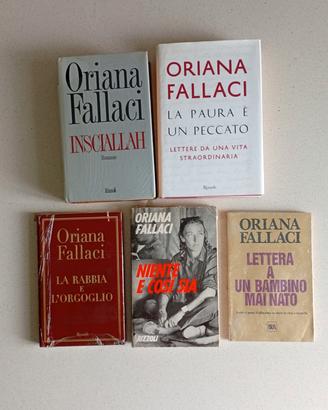 Oriana
Fallaci
INSCIALLAH
Romanzo
Rizzoli
ORIANA
FALLACI
LA PAURA È
UN PECCATO
LETTERE DA UNA VITA
STRAORDINARIA
Rizzoli
Oriana
Fallaci
LA RABBIA
E
L'ORGOGLIO
Rizzoli
ORIANA
FALLACI
NIENTE
E COSÌ SIA
RIZZOLI
ORIANA
FALLACI
LETTERA
A
UN BAMBINO
MAI NATO
BUR